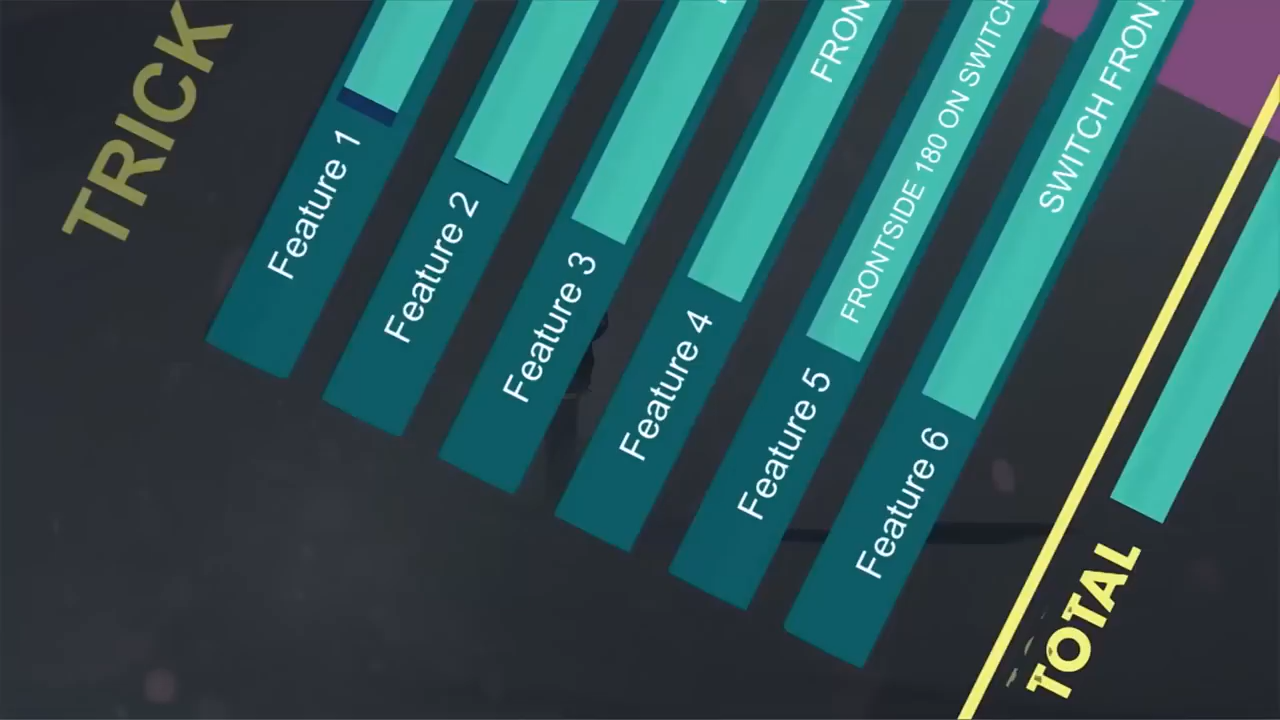 TRICK
Feature 1
Feature 2
Feature 3
Feature 4 FRON
Feature 5 FRONTSIDE 180 ON SWITCH
Feature 6 SWITCH FRON
TOTAL